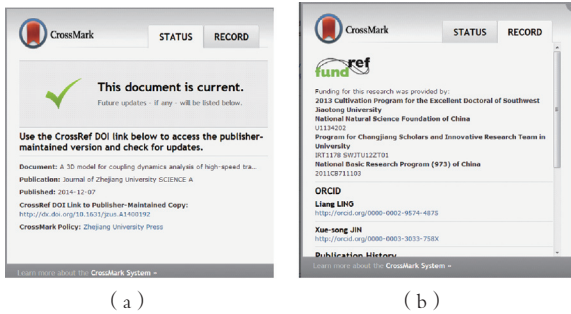 CrossMark
STATUS
RECORD
This document is current.
Future updates - if any - will be listed below.
Use the CrossRef DOI link below to access the publisher-
maintained version and check for updates.
Document: A 3D model for coupling dynamics analysis of high-speed tra...
Publication: Journal of Zhejiang University SCIENCE A
Published: 2014-12-07
CrossRef DOI Link to Publisher-Maintained Copy:
http://dx.doi.org/10.1631/jzus.A1400192
CrossMark Policy: Zhejiang University Press
Learn more about the CrossMark System
(a)
CrossMark
STATUS
RECORD
fundref
Funding for this research was provided by:
2013 Cultivation Program for the Excellent Doctoral of Southwest
Jiaotong University
National Natural Science Foundation of China
U1134202
Program for Changjiang Scholars and Innovative Research Team in
University
IRT1178 SWJTU12ZT01
National Basic Research Program (973) of China
2011CB711103
ORCID
Liang LING
http://orcid.org/0000-0002-9874-4875
Xue-song JIN
http://orcid.org/0000-0003-3033-758X
Publication History
Learn more about the CrossMark System
(b)